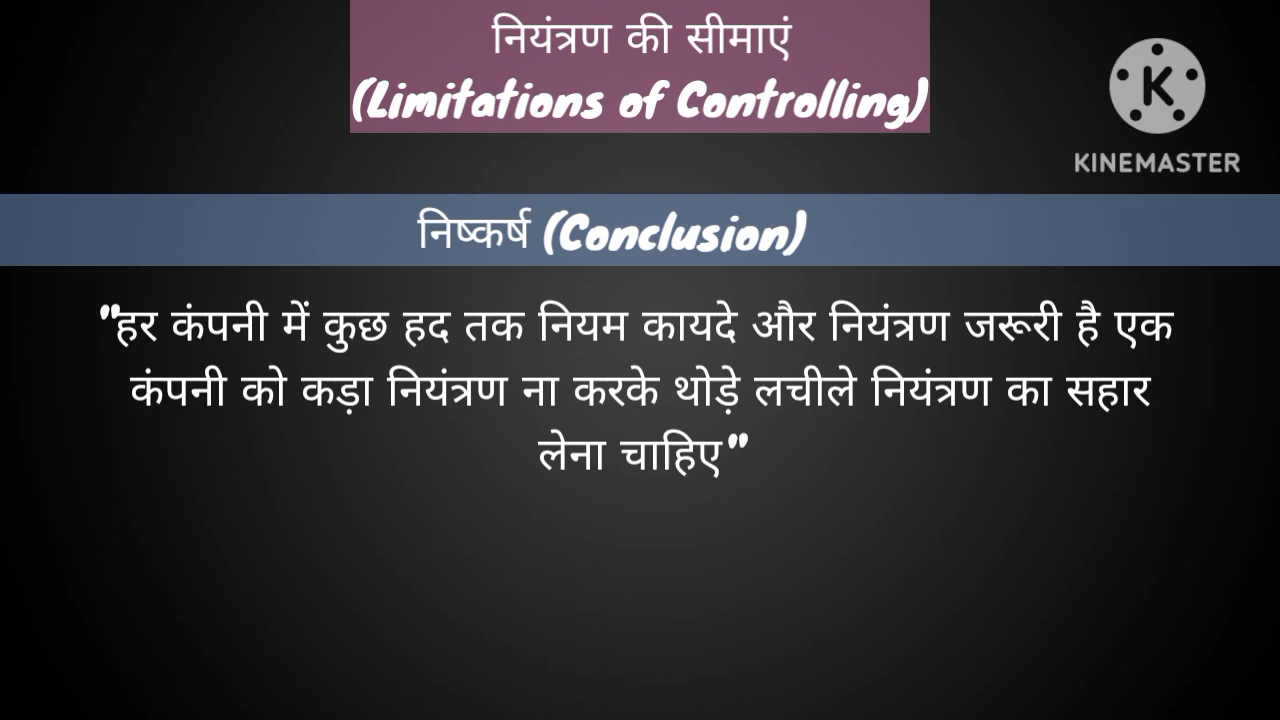 नियंत्रण की सीमाएं
(Limitations of Controlling)
KINEMASTER
निष्कर्ष (Conclusion)
"हर कंपनी में कुछ हद तक नियम कायदे और नियंत्रण जरूरी है एक
कंपनी को कड़ा नियंत्रण ना करके थोड़े लचीले नियंत्रण का सहार
लेना चाहिए"